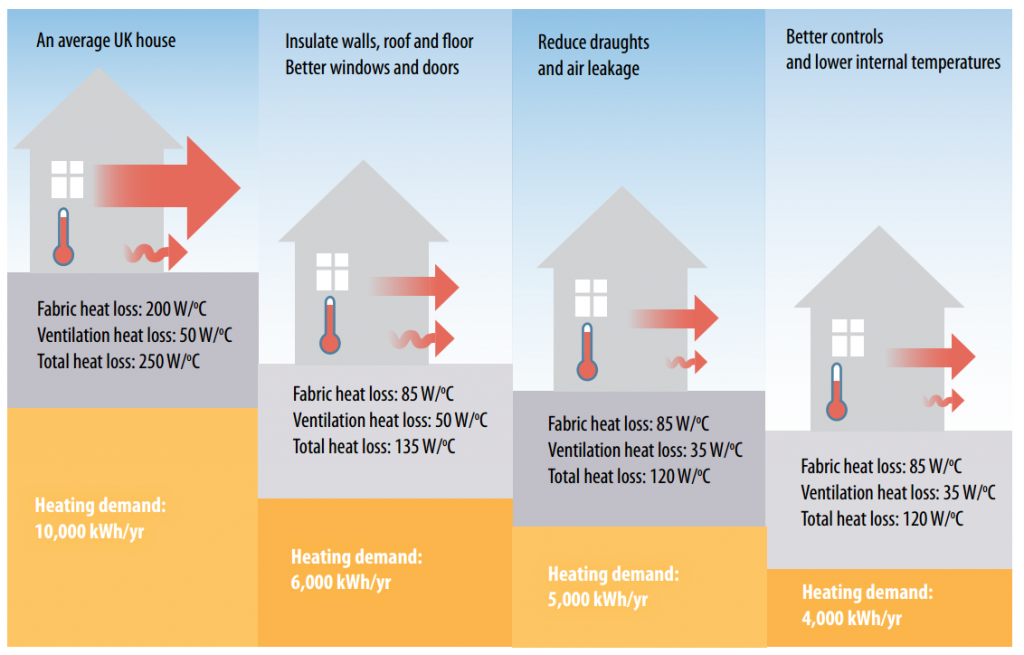 An average UK house
Fabric heat loss: 200 W/ºC
Ventilation heat loss: 50 W/ºC
Total heat loss: 250 W/ºC
Heating demand:
10,000 kWh/yr
Insulate walls, roof and floor
Better windows and doors
Fabric heat loss: 85 W/ºC
Ventilation heat loss: 50 W/ºC
Total heat loss: 135 W/ºC
Heating demand:
6,000 kWh/yr
Reduce draughts
and air leakage
Fabric heat loss: 85 W/ºC
Ventilation heat loss: 35 W/ºC
Total heat loss: 120 W/ºC
Heating demand:
5,000 kWh/yr
Better controls
and lower internal temperatures
Fabric heat loss: 85 W/ºC
Ventilation heat loss: 35 W/ºC
Total heat loss: 120 W/ºC
Heating demand:
4,000 kWh/yr